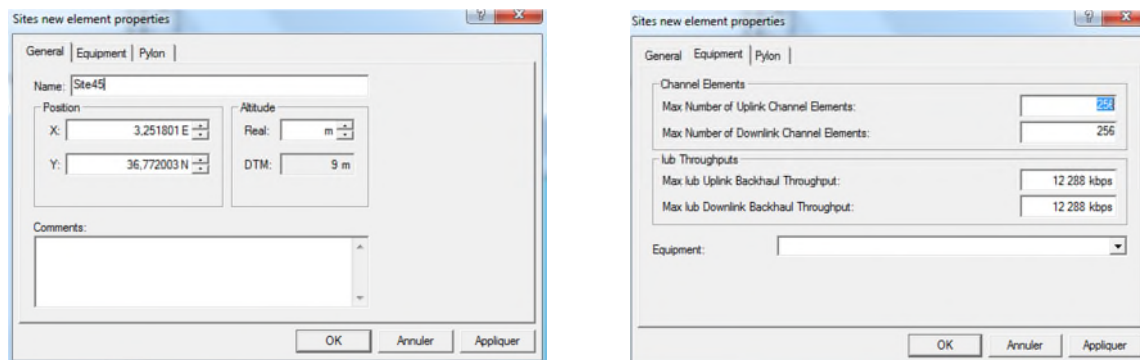 Sites new element properties
General Equipment Pylon
Name: Site45
Position
X: 3,251801 E
Y: 36,772003 N
Altitude
Real: m
DTM: 9 m
Comments:
OK Annuler Appliquer
Sites new element properties
General Equipment Pylon
Channel Elements
Max Number of Uplink Channel Elements: 256
Max Number of Downlink Channel Elements: 256
Iub Throughputs
Max Iub Uplink Backhaul Throughput: 12 288 kbps
Max Iub Downlink Backhaul Throughput: 12 288 kbps
Equipment:
OK Annuler Appliquer